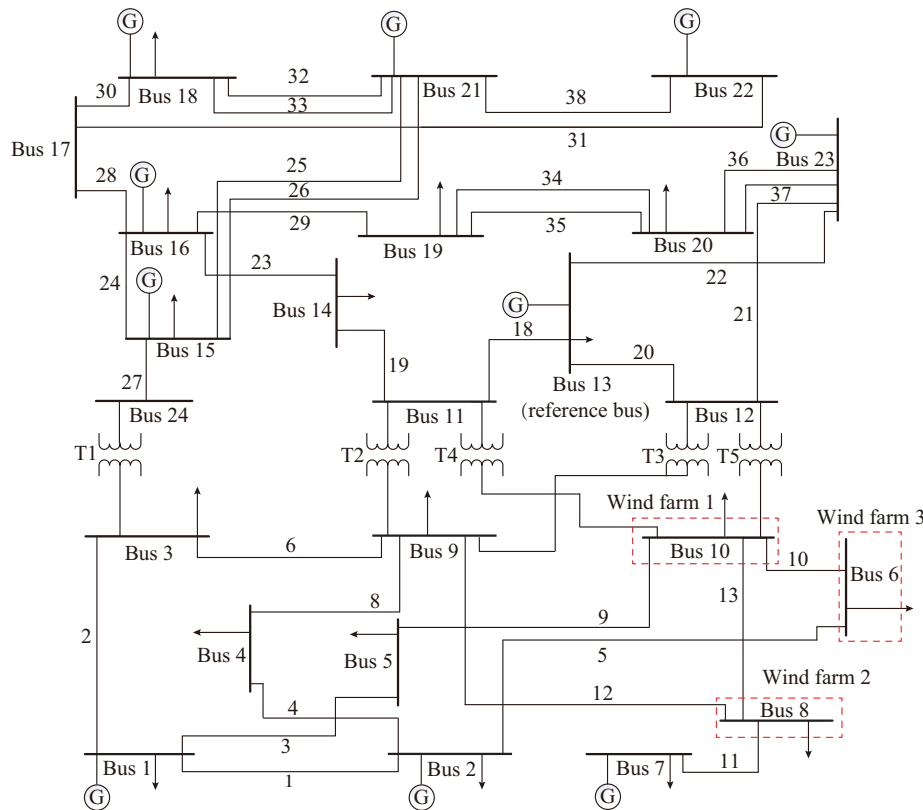 G
G
G
32
30
Bus 18
Bus 21
38
Bus 22
33
Bus 17
31
G
Bus 23
25
28
G
34
36
26
37
29
35
Bus 16
Bus 19
Bus 20
23
22
24
G
Bus 14
G
18
21
Bus 15
20
27
19
Bus 13
(reference bus)
Bus 24
Bus 11
Bus 12
T1
T2
T4
T3
T5
Wind farm 1
Wind farm 3
Bus 3
6
Bus 9
Bus 10
10
Bus 6
8
13
9
2
Bus 4
Bus 5
5
Wind farm 2
12
4
Bus 8
3
Bus 1
Bus 2
Bus 7
11
1
G
G
G